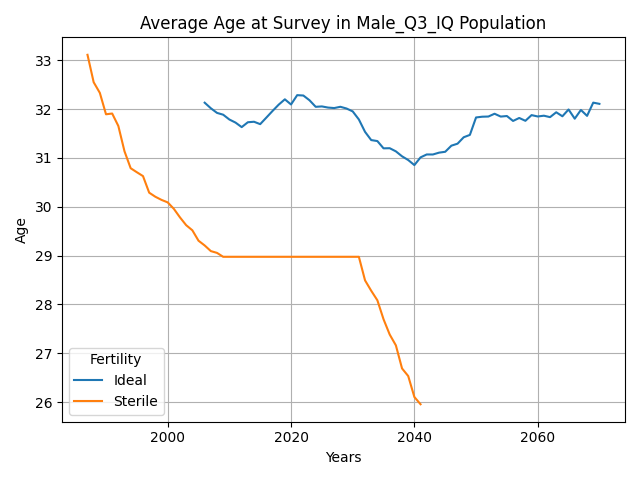 Average Age at Survey in Male_Q3_IQ Population
Age
33
32
31
30
29
28
27
26
Fertility
Ideal
Sterile
2000
2020
2040
2060
Years